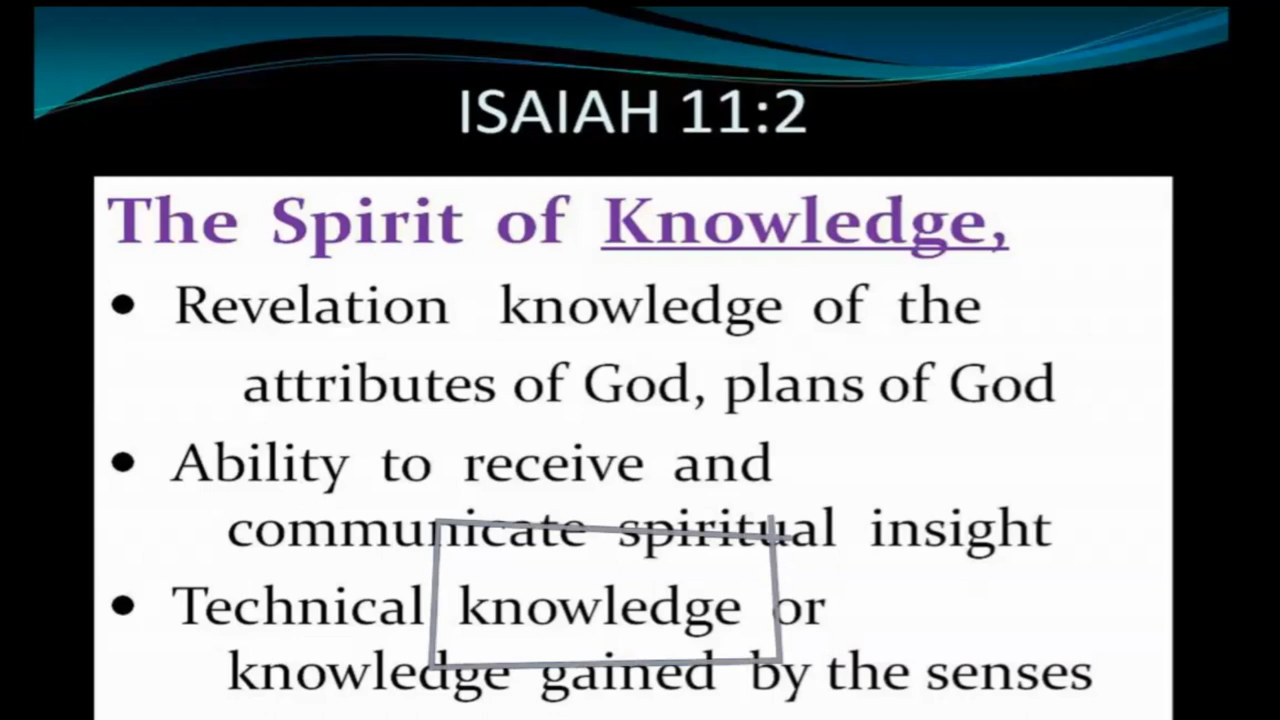 ISAIAH 11:2
The Spirit of Knowledge,
• Revelation knowledge of the
attributes of God, plans of God
• Ability to receive and
communicate spiritual insight
• Technical knowledge or
knowledge gained by the senses